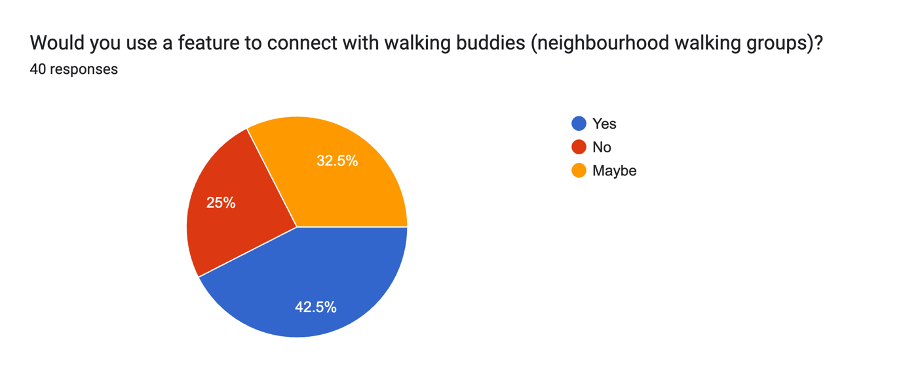 Would you use a feature to connect with walking buddies (neighbourhood walking groups)?
40 responses
Yes
No
Maybe
32.5%
25%
42.5%